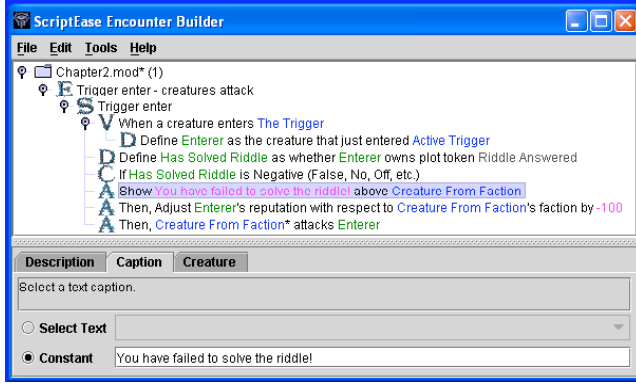 ScriptEase Encounter Builder
File Edit Tools Help
Chapter2.mod* (1)
E Trigger enter - creatures attack
S Trigger enter
V When a creature enters The Trigger
D Define Enterer as the creature that just entered Active Trigger
D Define Has Solved Riddle as whether Enterer owns plot token Riddle Answered
C If Has Solved Riddle is Negative (False, No, Off, etc.)
A Show You have failed to solve the riddle! above Creature From Faction
A Then, Adjust Enterer's reputation with respect to Creature From Faction's faction by -100
A Then, Creature From Faction* attacks Enterer
Description Caption Creature
Select a text caption.
Select Text
Constant You have failed to solve the riddle!